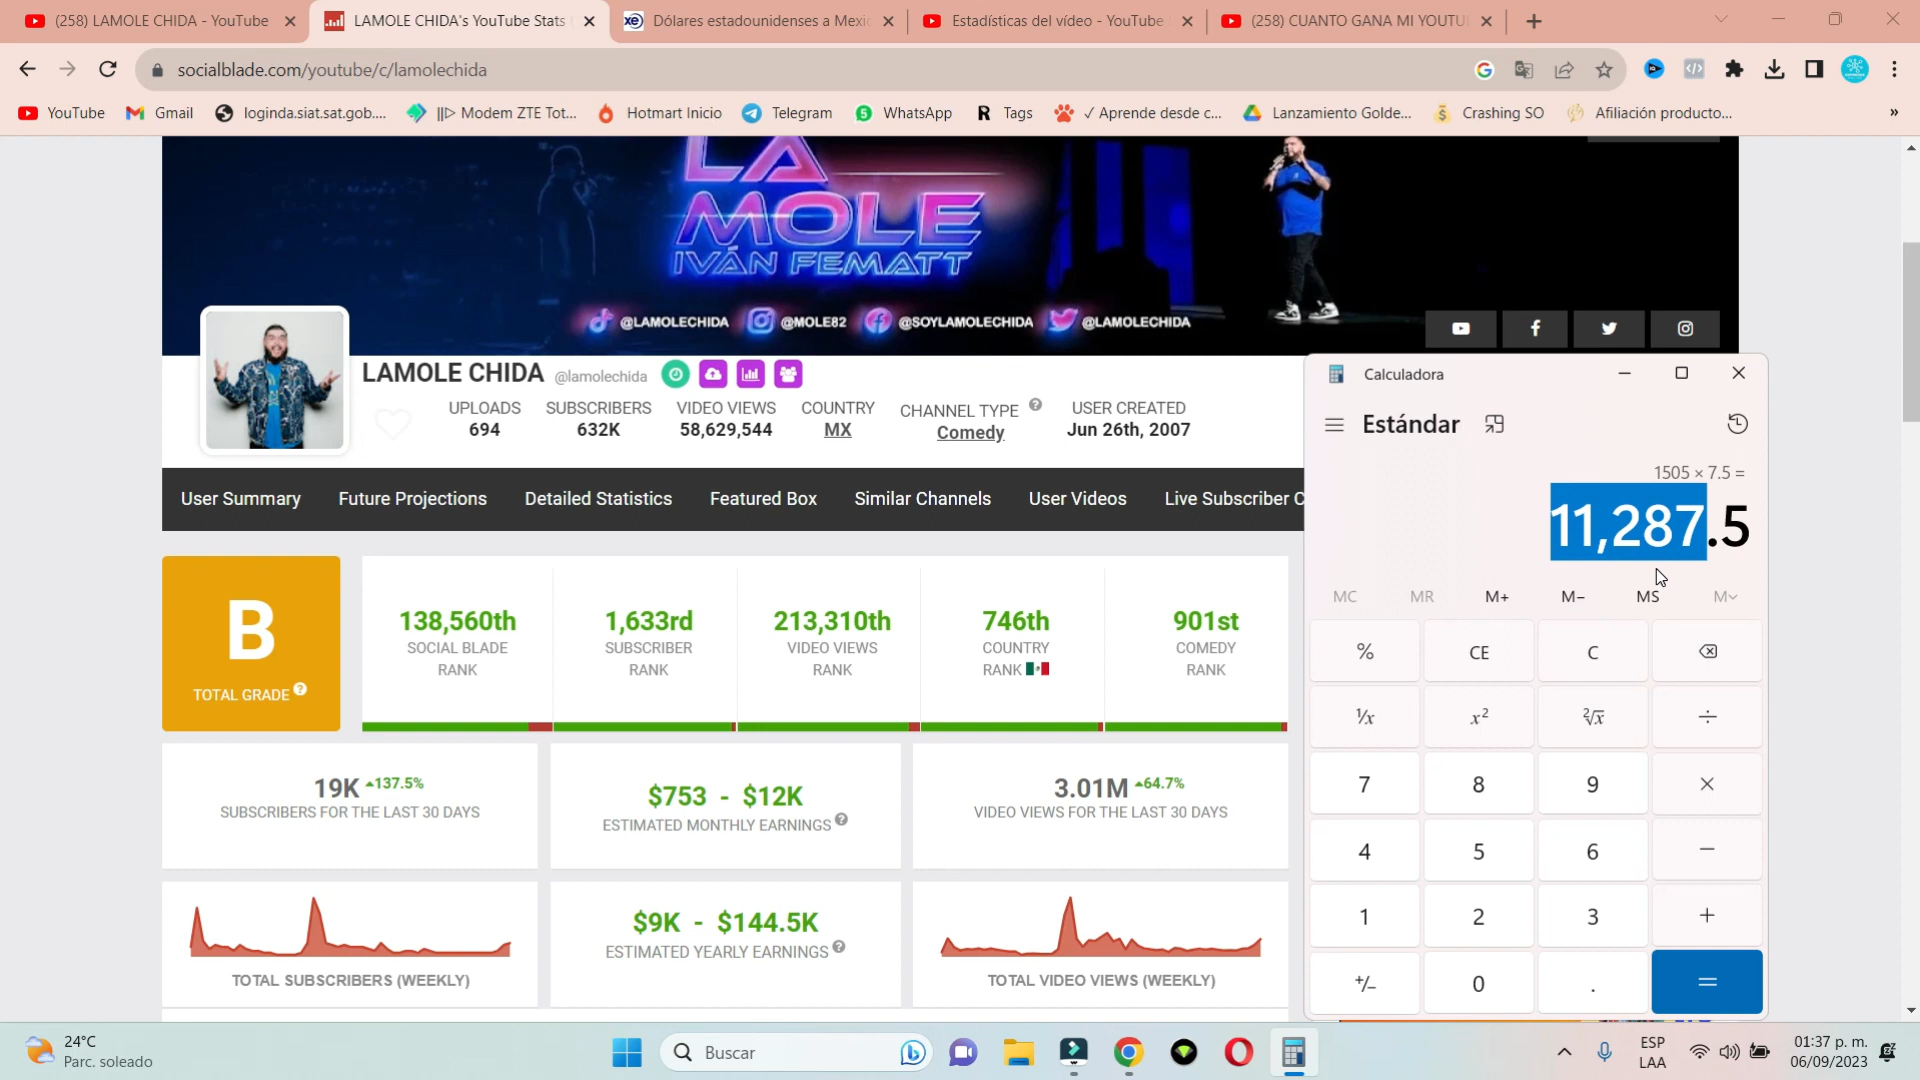 (258) LAMOLE CHIDA - YouTube
LAMOLE CHIDA's YouTube Stats
Dólares estadounidenses a Mexic
Estadísticas del vídeo - YouTube
(258) CUANTO GANA MI YOUTU
socialblade.com/youtube/c/lamolechida
YouTube
Gmail
loginda.siat.sat.gob....
||▷ Modem ZTE Tot...
Hotmart Inicio
Telegram
WhatsApp
Tags
✓ Aprende desde c...
Lanzamiento Golde...
Crashing SO
Afiliación producto...
»
LA
MOLE
IVÁN FEMATT
@LAMOLECHIDA
@MOLE82
@SOYLAMOLECHIDA
@LAMOLECHIDA
LAMOLE CHIDA @lamolechida
UPLOADS
694
SUBSCRIBERS
632K
VIDEO VIEWS
58,629,544
COUNTRY
MX
CHANNEL TYPE
Comedy
USER CREATED
Jun 26th, 2007
User Summary
Future Projections
Detailed Statistics
Featured Box
Similar Channels
User Videos
Live Subscriber C
B
TOTAL GRADE
138,560th
SOCIAL BLADE
RANK
1,633rd
SUBSCRIBER
RANK
213,310th
VIDEO VIEWS
RANK
746th
COUNTRY
RANK
901st
COMEDY
RANK
19K 137.5%
SUBSCRIBERS FOR THE LAST 30 DAYS
$753 - $12K
ESTIMATED MONTHLY EARNINGS
3.01M 64.7%
VIDEO VIEWS FOR THE LAST 30 DAYS
TOTAL SUBSCRIBERS (WEEKLY)
$9K - $144.5K
ESTIMATED YEARLY EARNINGS
TOTAL VIDEO VIEWS (WEEKLY)
Calculadora
Estándar
1505 × 7.5 =
11,287.5
MC MR M+ M− MS M
% CE C
¹/x x² ²√x ÷
7 8 9 ×
4 5 6 −
1 2 3 +
+/− 0 . =
24°C
Parc. soleado
Buscar
ESP
LAA
01:37 p. m.
06/09/2023